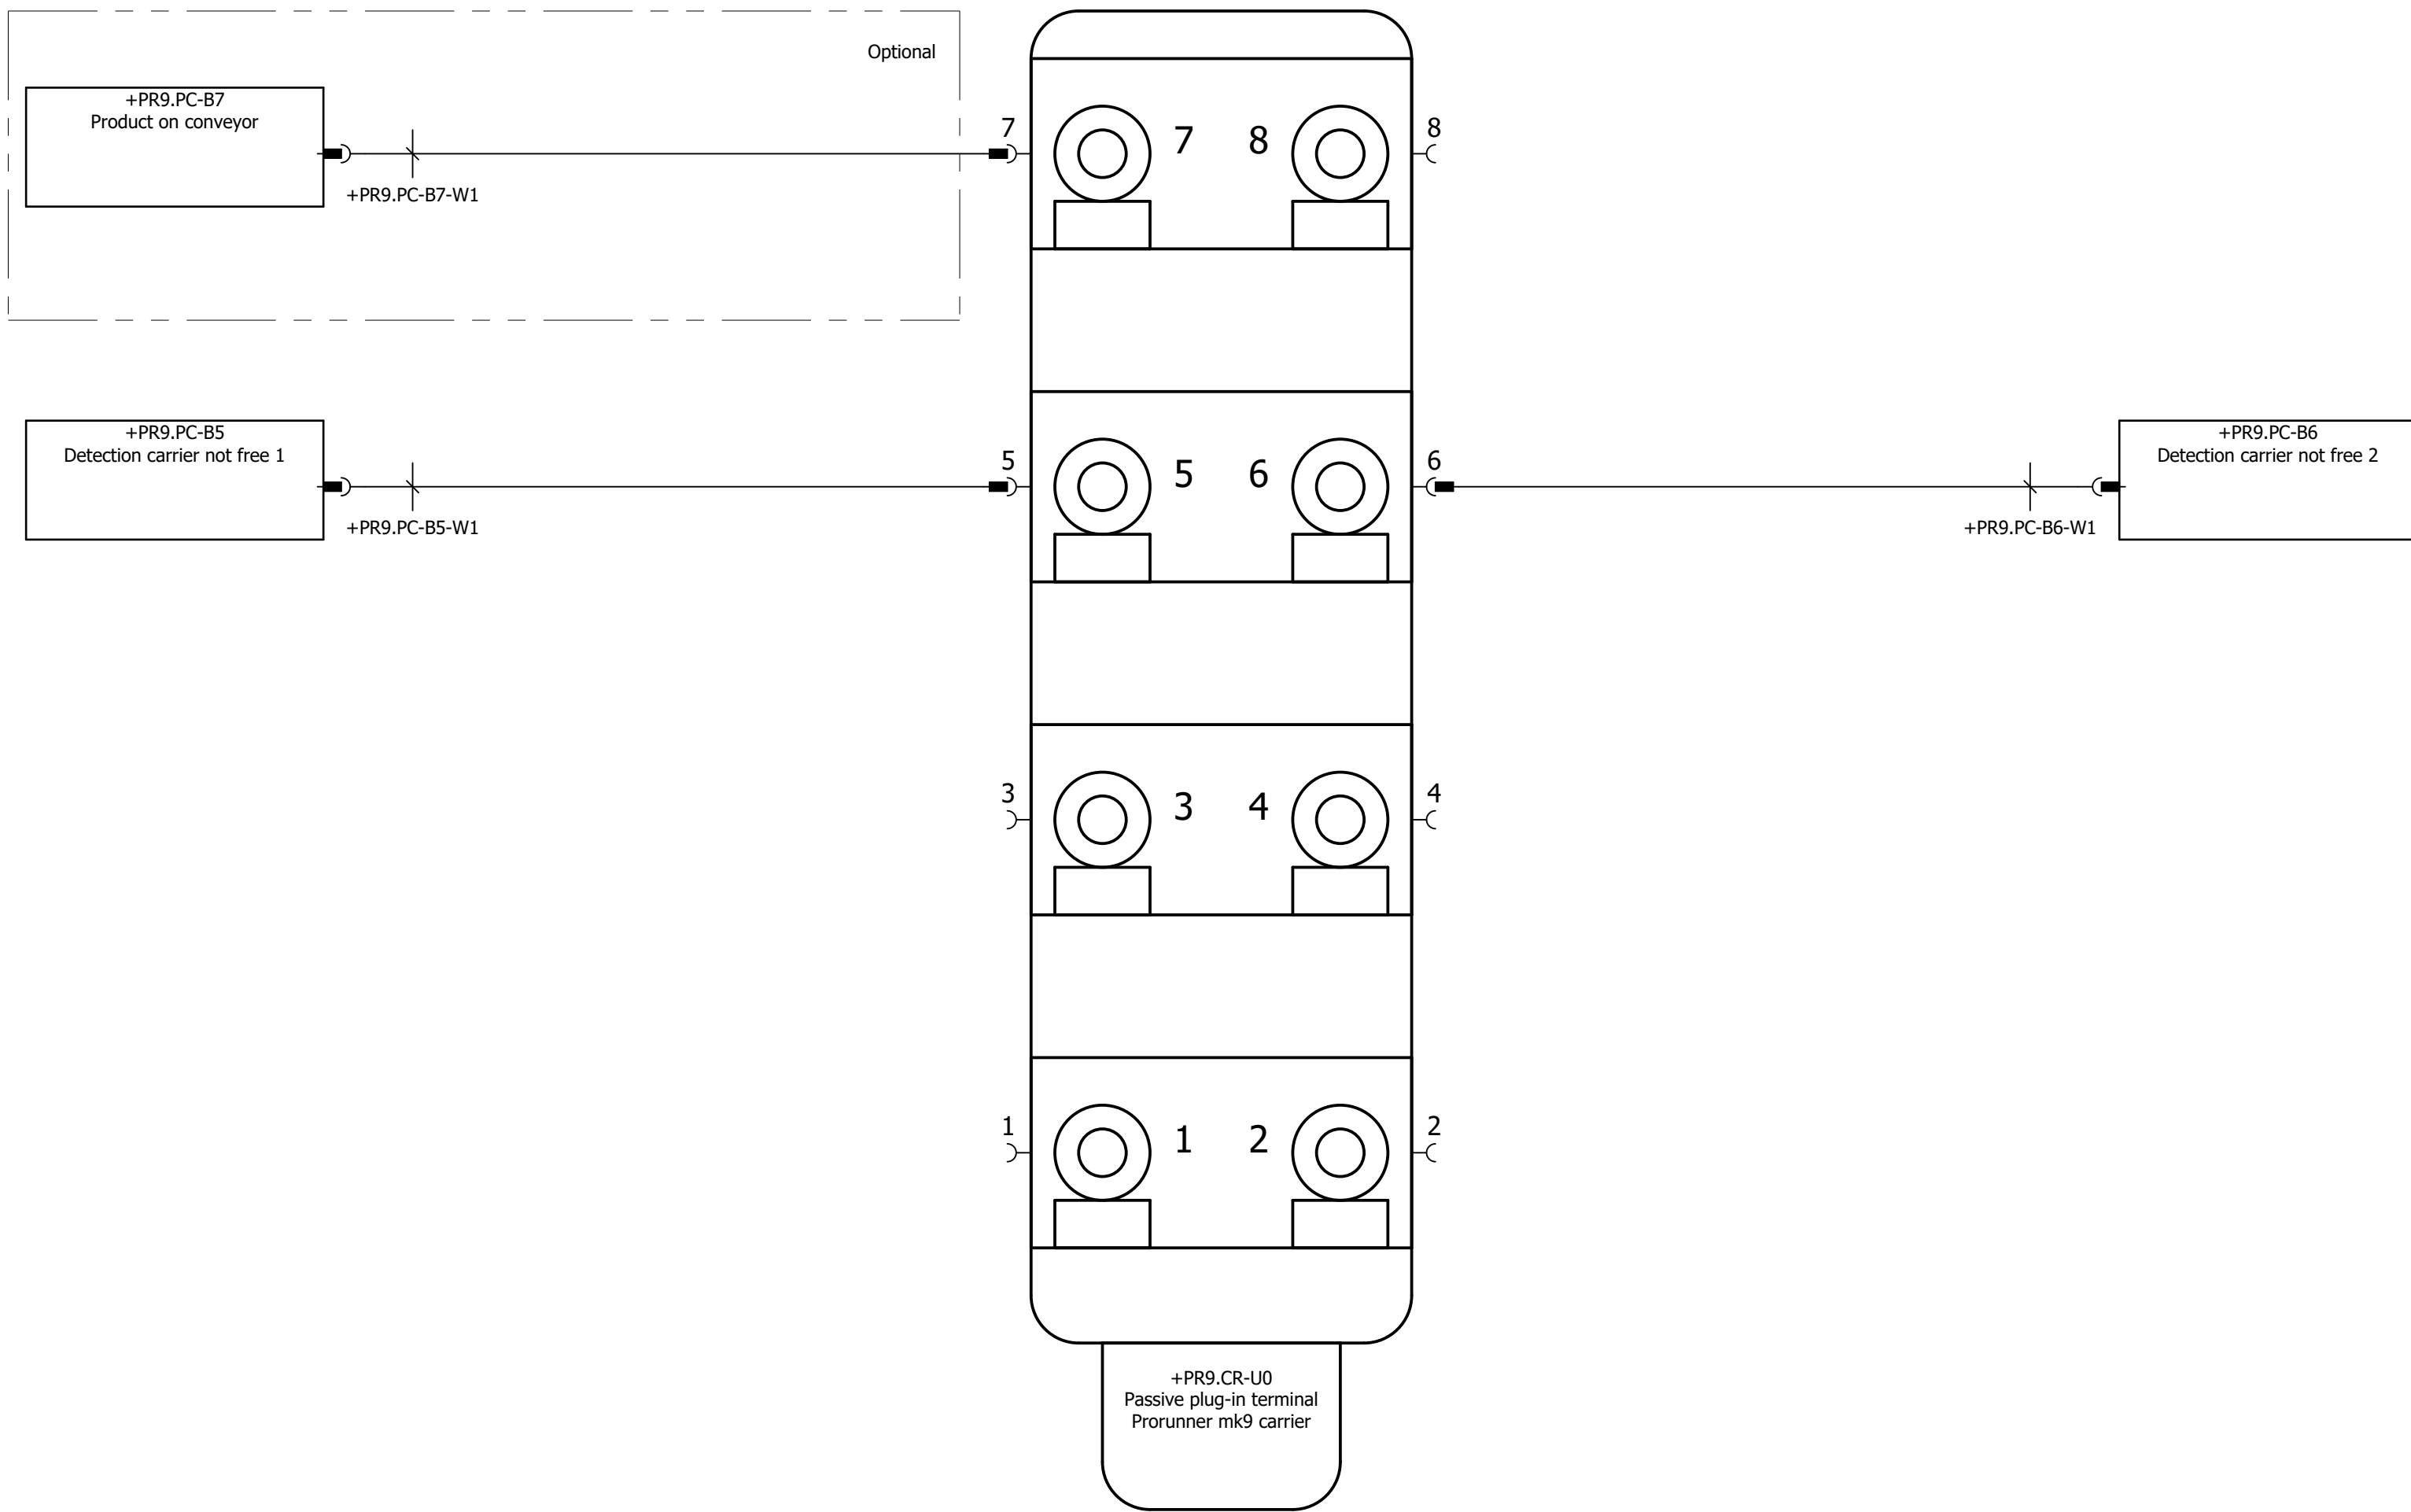 Optional
+PR9.PC-B7
Product on conveyor
+PR9.PC-B7-W1
7
7 8
8
+PR9.PC-B5
Detection carrier not free 1
+PR9.PC-B5-W1
5
5 6
6
+PR9.PC-B6
Detection carrier not free 2
+PR9.PC-B6-W1
3
3 4
4
1
1 2
2
+PR9.CR-U0
Passive plug-in terminal
Prorunner mk9 carrier